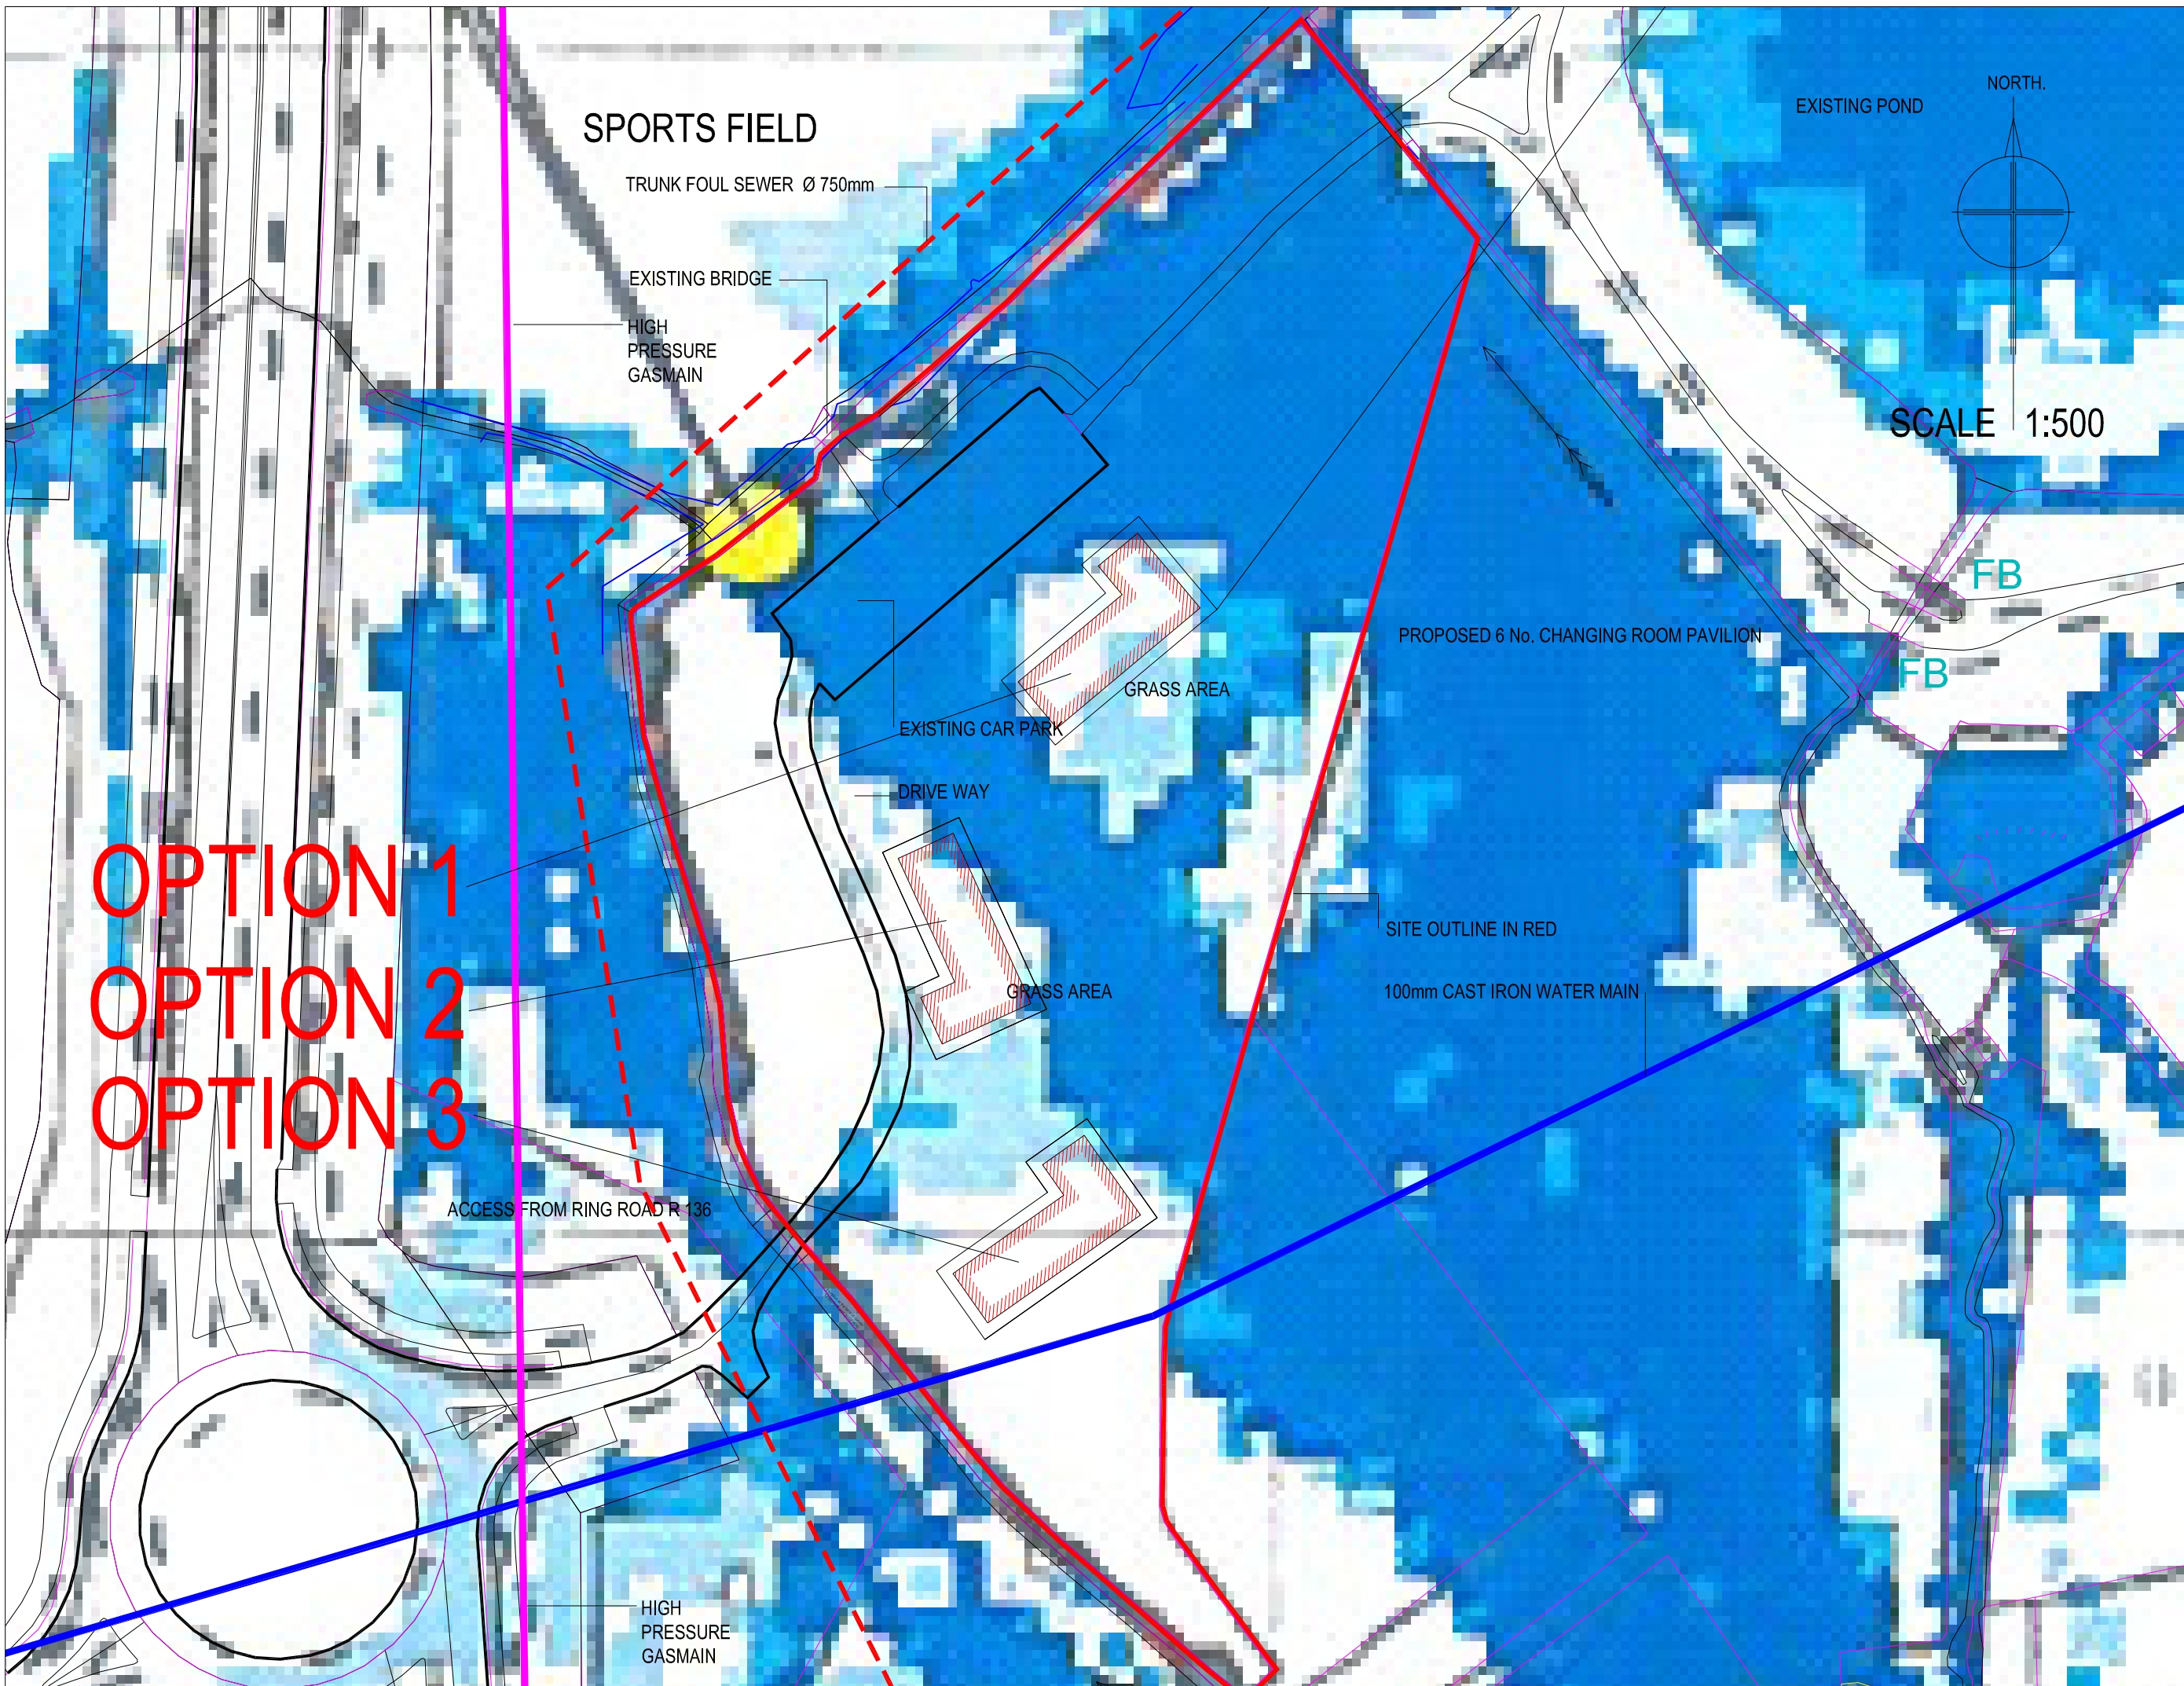 NORTH.
EXISTING POND
SPORTS FIELD
TRUNK FOUL SEWER Ø 750mm
EXISTING BRIDGE
HIGH
PRESSURE
GASMAIN
SCALE 1:500
FB
PROPOSED 6 No. CHANGING ROOM PAVILION
FB
GRASS AREA
EXISTING CAR PARK
DRIVE WAY
OPTION 1
SITE OUTLINE IN RED
OPTION 2
GRASS AREA
100mm CAST IRON WATER MAIN
OPTION 3
ACCESS FROM RING ROAD R 136
HIGH
PRESSURE
GASMAIN